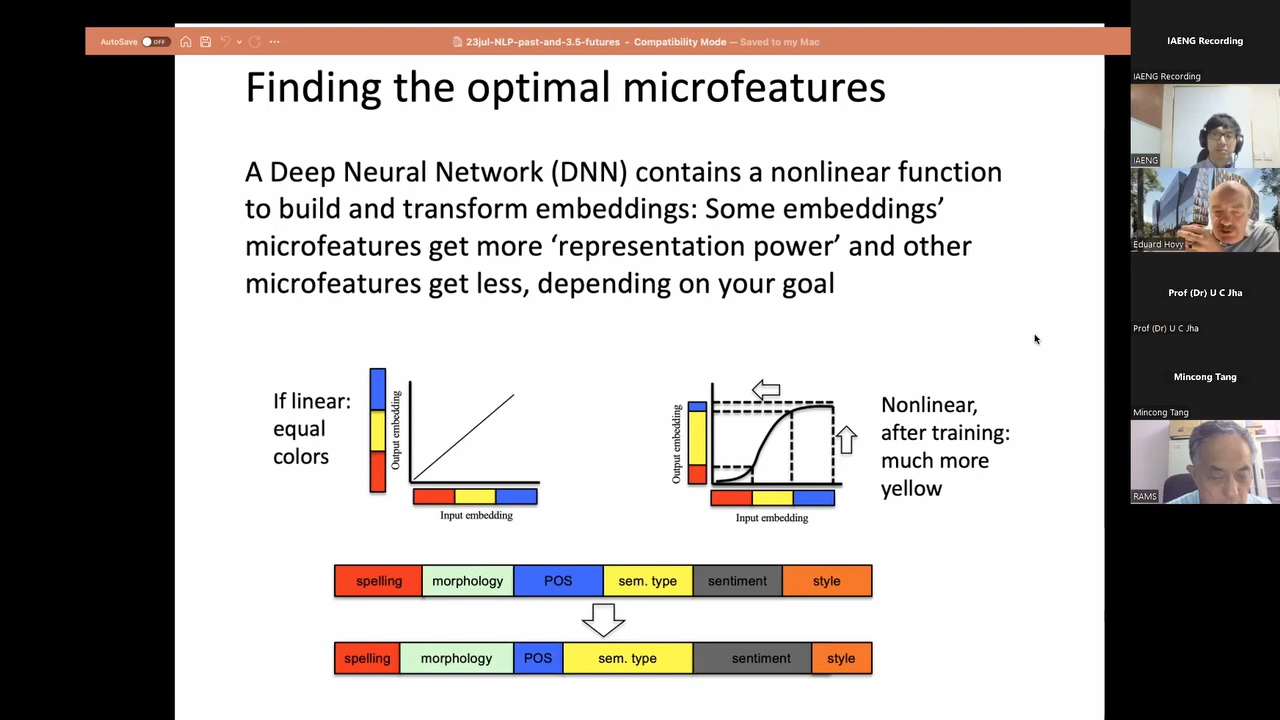 AutoSave OFF
23jul-NLP-past-and-3.5-futures - Compatibility Mode — Saved to my Mac
Finding the optimal microfeatures
A Deep Neural Network (DNN) contains a nonlinear function
to build and transform embeddings: Some embeddings’
microfeatures get more ‘representation power’ and other
microfeatures get less, depending on your goal
If linear:
equal
colors
Output embedding
Input embedding
Output embedding
Input embedding
Nonlinear,
after training:
much more
yellow
spelling morphology POS sem. type sentiment style
spelling morphology POS sem. type sentiment style
IAENG Recording
IAENG Recording
IAENG
Eduard Hovy
Prof (Dr) U C Jha
Prof (Dr) U C Jha
Mincong Tang
Mincong Tang
RAMS